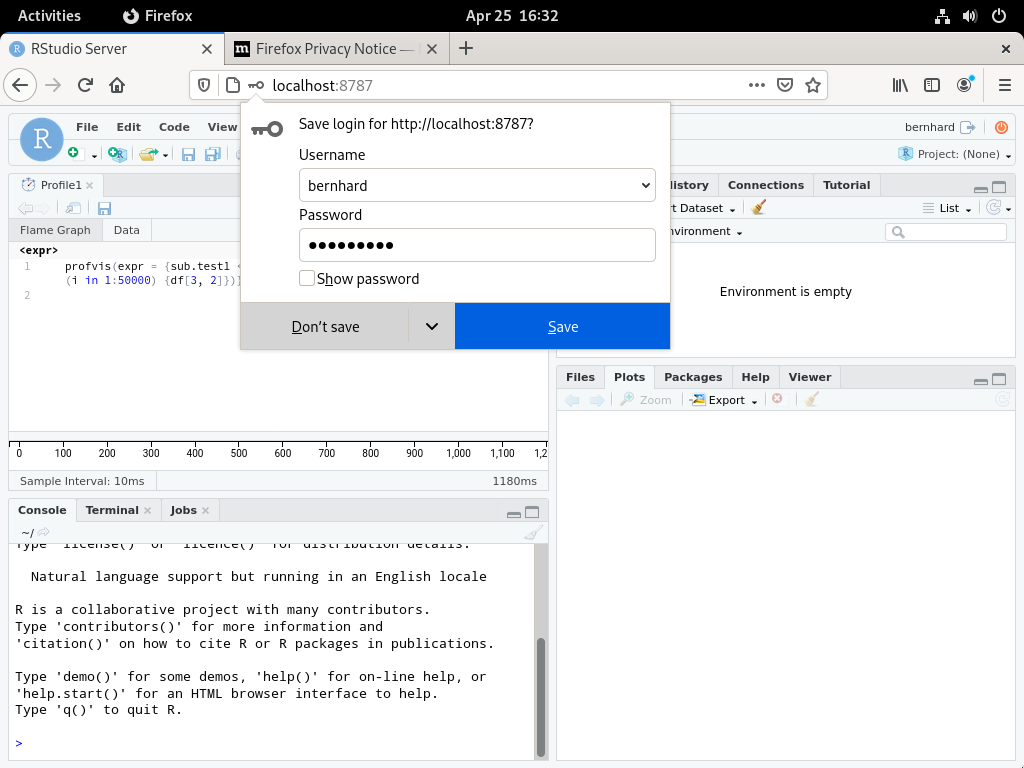 Activities
Firefox
Apr 25 16:32
RStudio Server
Firefox Privacy Notice —
localhost:8787
File Edit Code View
bernhard
Project: (None)
Save login for http://localhost:8787?
Username
bernhard
Password
●●●●●●●●●
Show password
Don't save
Save
Profile1
Flame Graph Data
<expr>
1 profvis(expr = {sub.test1
(i in 1:50000) {df[3, 2]})
2
0 100 200 300 400 500 600 700 800 900 1,000 1,100 1,2
Sample Interval: 10ms 1180ms
Console Terminal Jobs
~/
Type 'license()' or 'licence()' for distribution details.
Natural language support but running in an English locale
R is a collaborative project with many contributors.
Type 'contributors()' for more information and
'citation()' on how to cite R or R packages in publications.
Type 'demo()' for some demos, 'help()' for on-line help, or
'help.start()' for an HTML browser interface to help.
Type 'q()' to quit R.
>
History Connections Tutorial
rt Dataset List
nvironment
Environment is empty
Files Plots Packages Help Viewer
Zoom Export